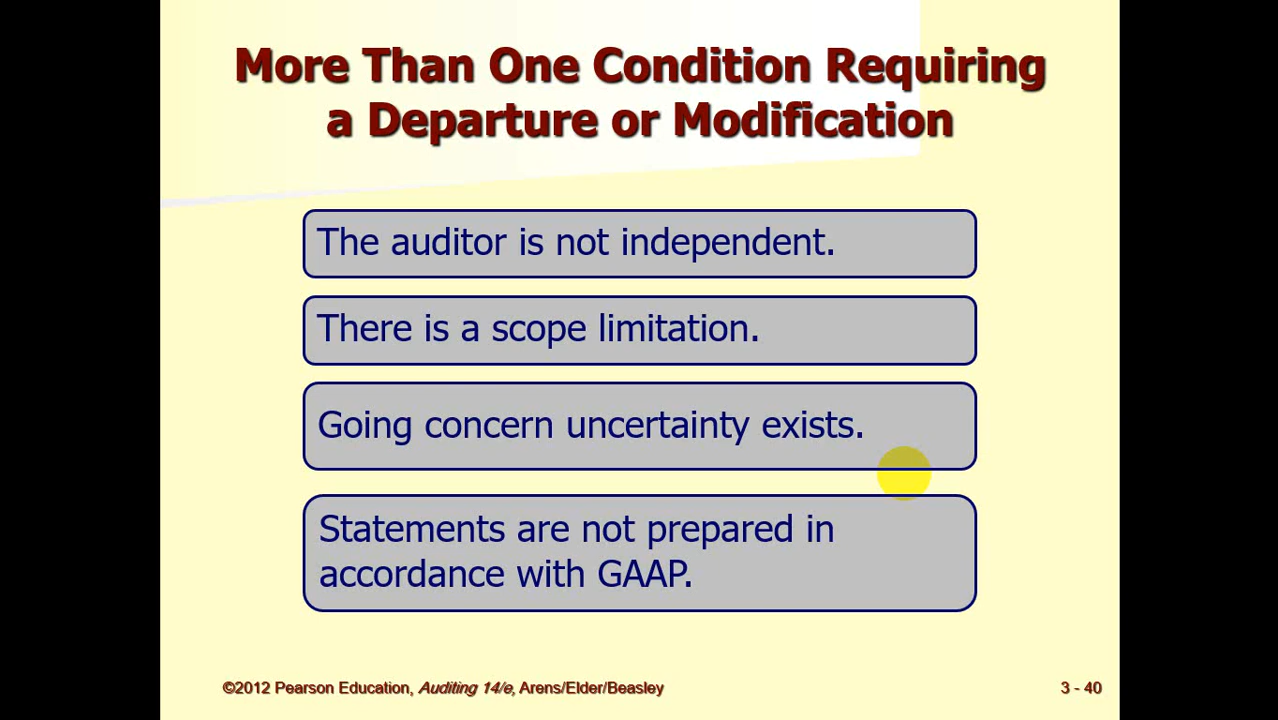 More Than One Condition Requiring
a Departure or Modification
The auditor is not independent.
There is a scope limitation.
Going concern uncertainty exists.
Statements are not prepared in
accordance with GAAP.
©2012 Pearson Education, Auditing 14/e, Arens/Elder/Beasley
3 - 40